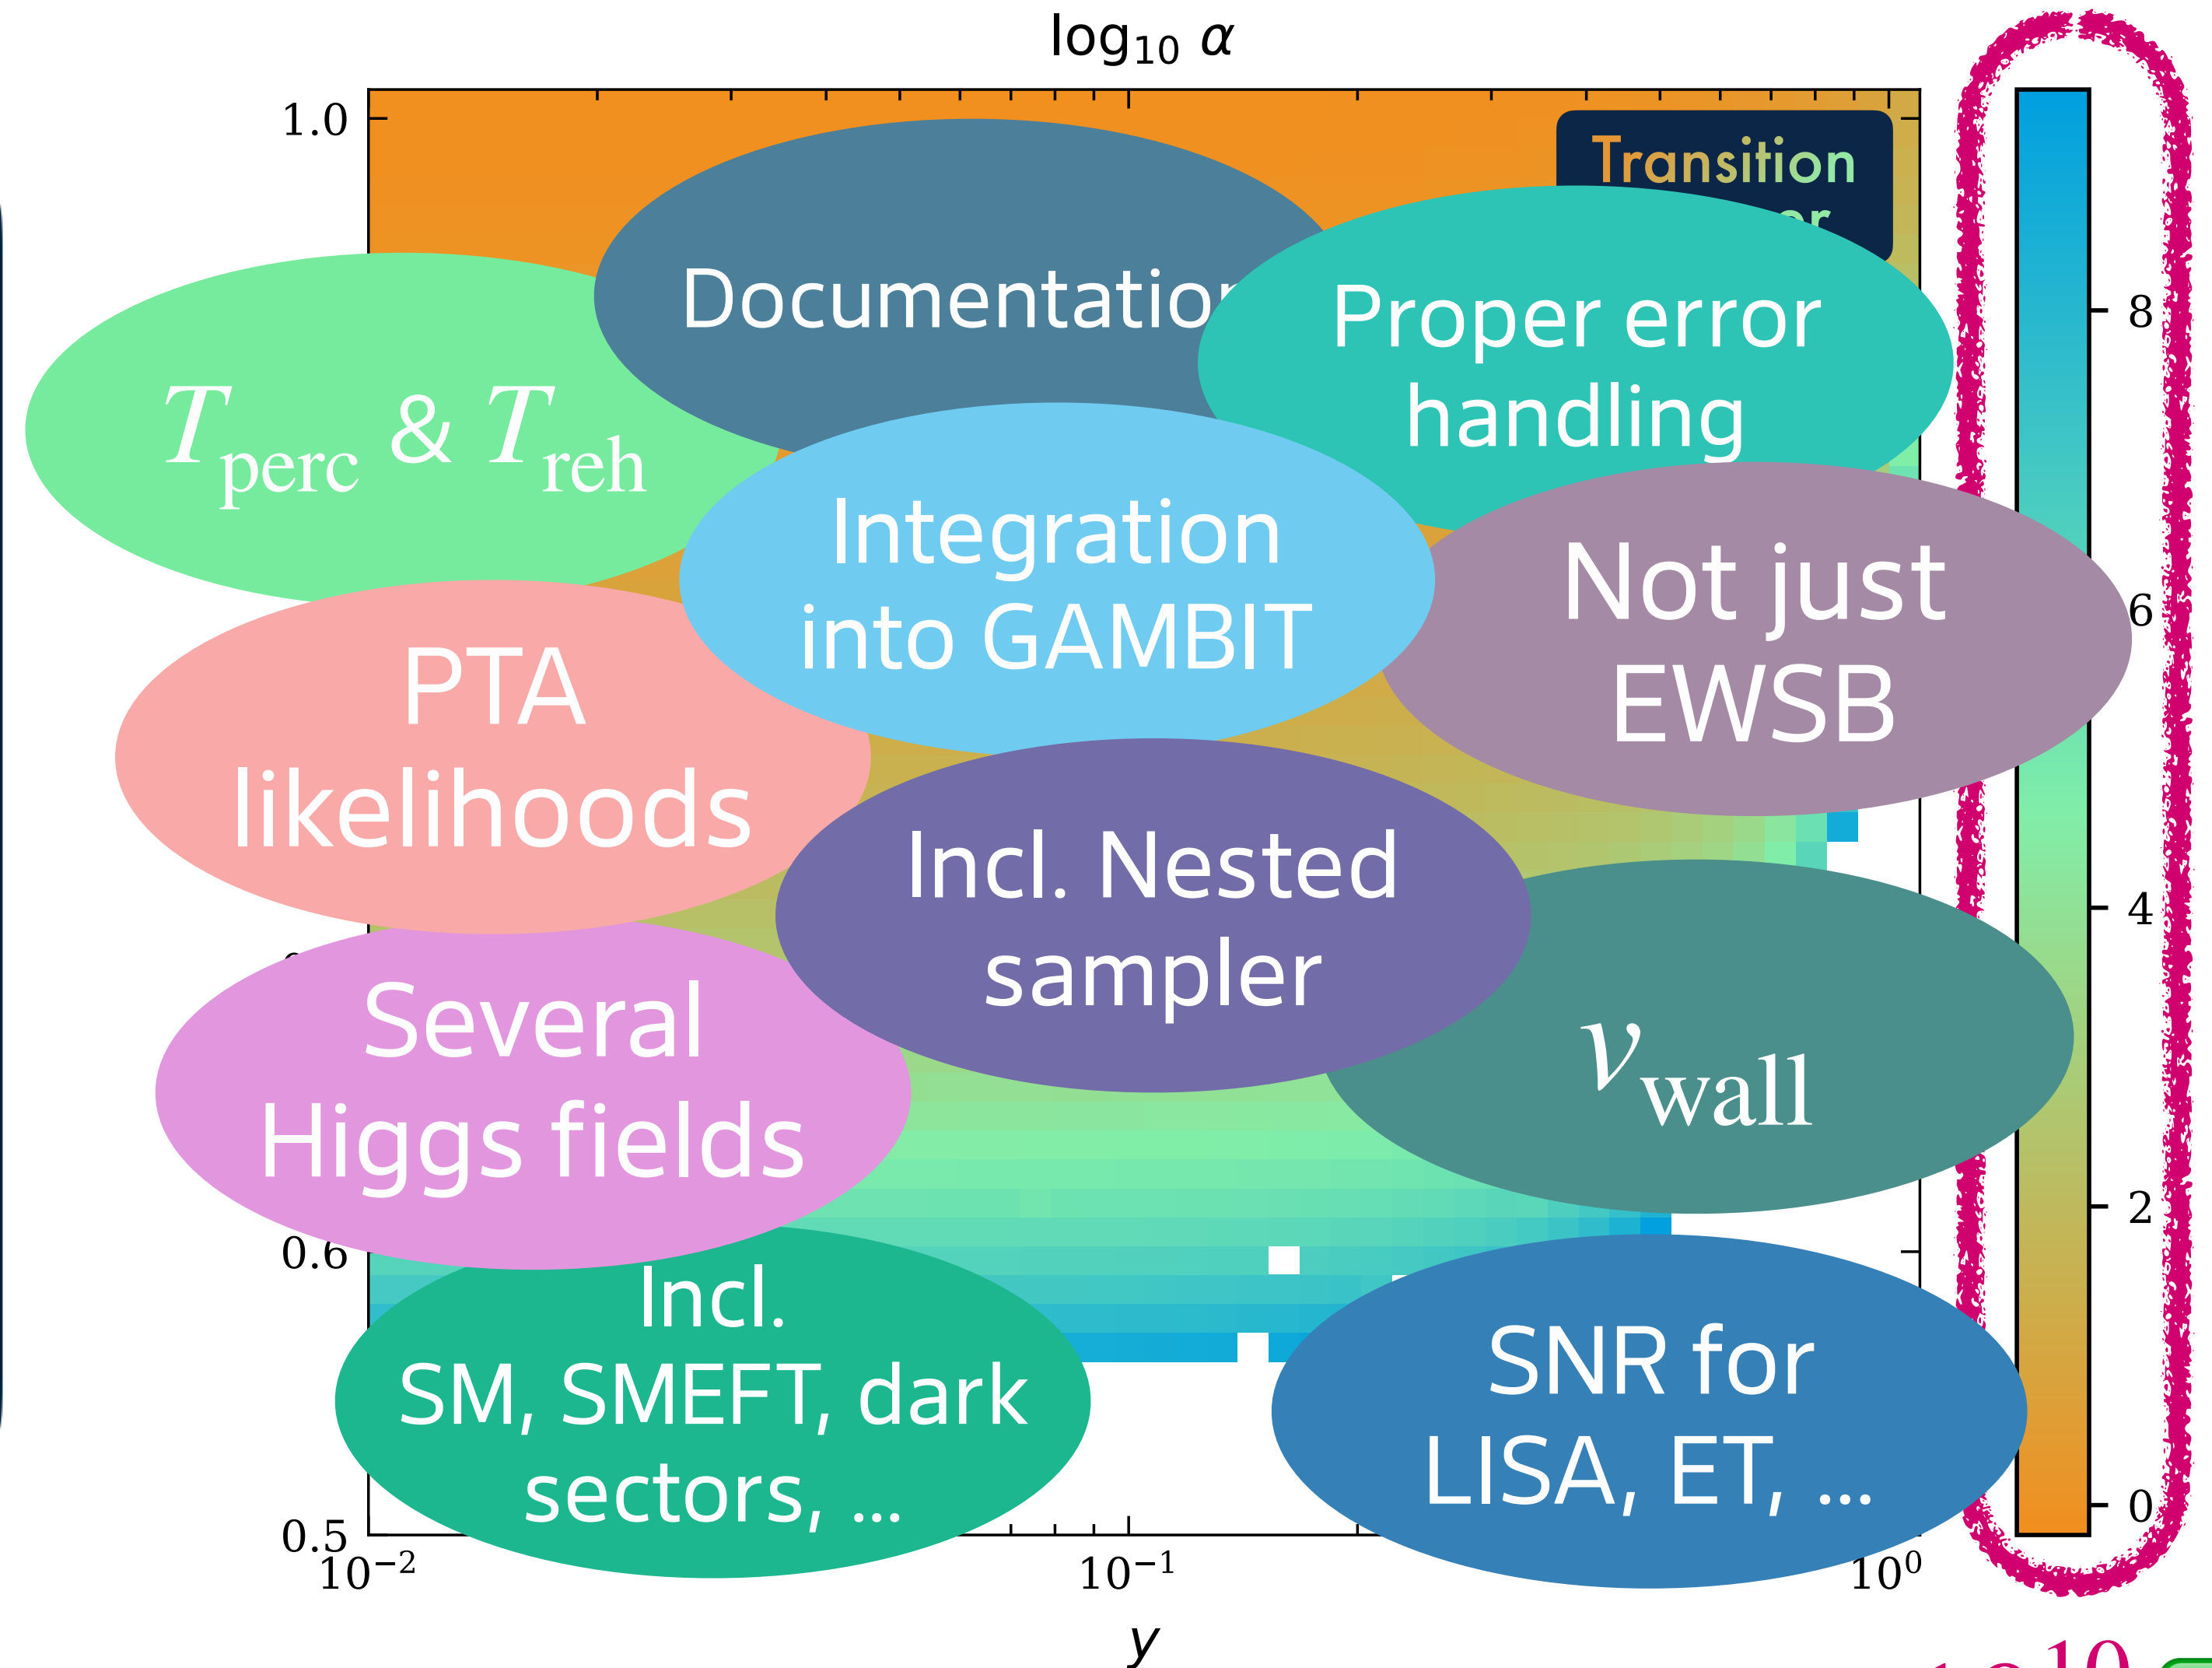 log₁₀ α
1.0
Transition
Documentation
Proper error
handling
8
T_perc & T_reh
Integration
into GAMBIT
Not just
EWSB
6
PTA
likelihoods
Incl. Nested
sampler
4
Several
Higgs fields
v_wall
2
0.6
Incl.
SM, SMEFT, dark
sectors, ...
SNR for
LISA, ET, ...
0
0.5
10⁻²
10⁻¹
10⁰
y